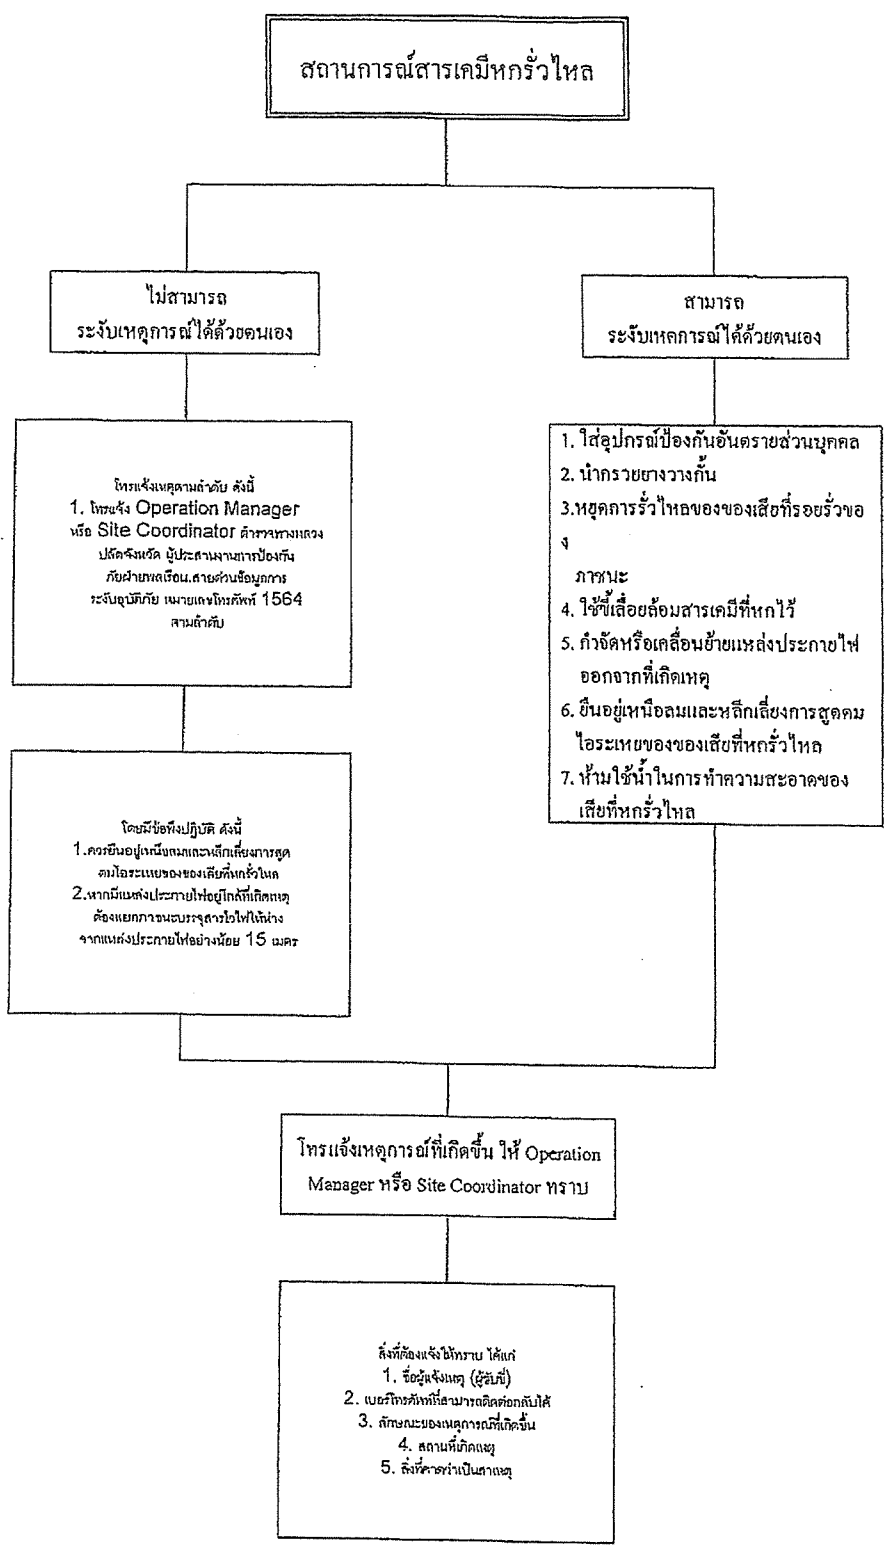 สถานการณ์สารเคมีหกรั่วไหล
ไม่สามารถ
ระงับเหตุการณ์ได้ด้วยตนเอง
สามารถ
ระงับเหตุการณ์ได้ด้วยตนเอง
โทรแจ้งเหตุตามลำดับ ดังนี้
1. โทรแจ้ง Operation Manager
หรือ Site Coordinator ตำรวจทางหลวง
ปลัดจังหวัด ผู้ประสานงานการป้องกัน
ภัยฝ่ายพลเรือน.สายด่วนข้อมูลการ
ระงับอุบัติภัย หมายเลขโทรศัพท์ 1564
ตามลำดับ
1. ใส่อุปกรณ์ป้องกันอันตรายส่วนบุคคล
2. นำกรวยยางวางกั้น
3.หยุดการรั่วไหลของของเสียที่รอยรั่วขอ
ง
ภาชนะ
4. ใช้ขี้เลื่อยล้อมสารเคมีที่หกไว้
5. กำจัดหรือเคลื่อนย้ายแหล่งประกายไฟ
ออกจากที่เกิดเหตุ
6. ยืนอยู่เหนือลมและหลีกเลี่ยงการสูดดม
ไอระเหยของของเสียที่หกรั่วไหล
7. ห้ามใช้น้ำในการทำความสะอาดของ
เสียที่หกรั่วไหล
โดยมีข้อพึงปฏิบัติ ดังนี้
1.ควรยืนอยู่เหนือลมและหลีกเลี่ยงการสูด
ดมไอระเหยของของเสียที่หกรั่วไหล
2.หากมีแหล่งประกายไฟอยู่ใกล้ที่เกิดเหตุ
ต้องแยกภาชนะบรรจุสารไวไฟให้ห่าง
จากแหล่งประกายไฟอย่างน้อย 15 เมตร
โทรแจ้งเหตุการณ์ที่เกิดขึ้น ให้ Operation
Manager หรือ Site Coordinator ทราบ
สิ่งที่ต้องแจ้งให้ทราบ ได้แก่
1. ชื่อผู้แจ้งเหตุ (ผู้ขับขี่)
2. เบอร์โทรศัพท์ที่สามารถติดต่อกลับได้
3. ลักษณะของเหตุการณ์ที่เกิดขึ้น
4. สถานที่เกิดเหตุ
5. สิ่งที่คาดว่าเป็นสาเหตุ